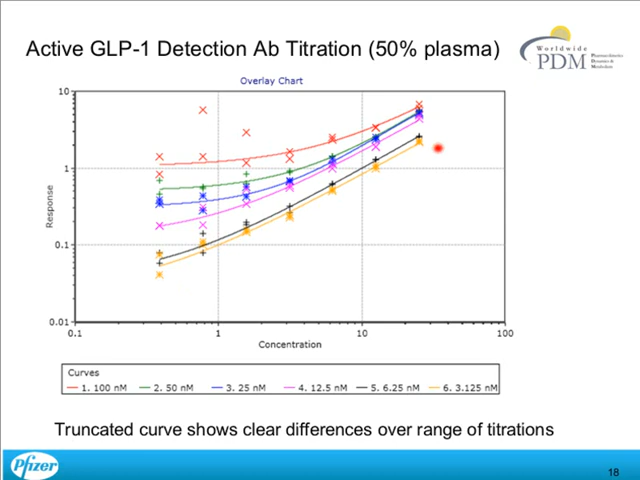 Active GLP-1 Detection Ab Titration (50% plasma)
Worldwide
PDM
Pharmacokinetics
Dynamics &
Metabolism
Overlay Chart
10
1
0.1
0.01
Response
0.1
1
10
100
Concentration
Curves
1. 100 nM
2. 50 nM
3. 25 nM
4. 12.5 nM
5. 6.25 nM
6. 3.125 nM
Truncated curve shows clear differences over range of titrations
Pfizer
18